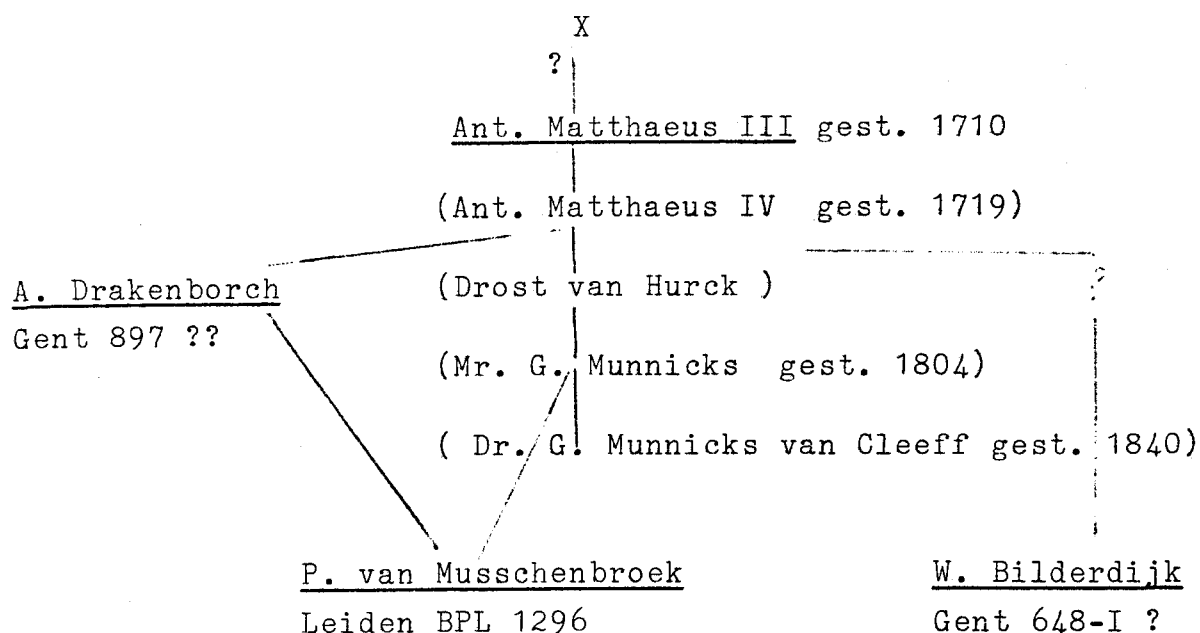 X
?
Ant. Matthaeus III gest. 1710
(Ant. Matthaeus IV gest. 1719)
A. Drakenborch
Gent 897 ??
(Drost van Hurck )
?
(Mr. G. Munnicks gest. 1804)
( Dr. G. Munnicks van Cleeff gest. 1840)
P. van Musschenbroek
Leiden BPL 1296
W. Bilderdijk
Gent 648-I ?